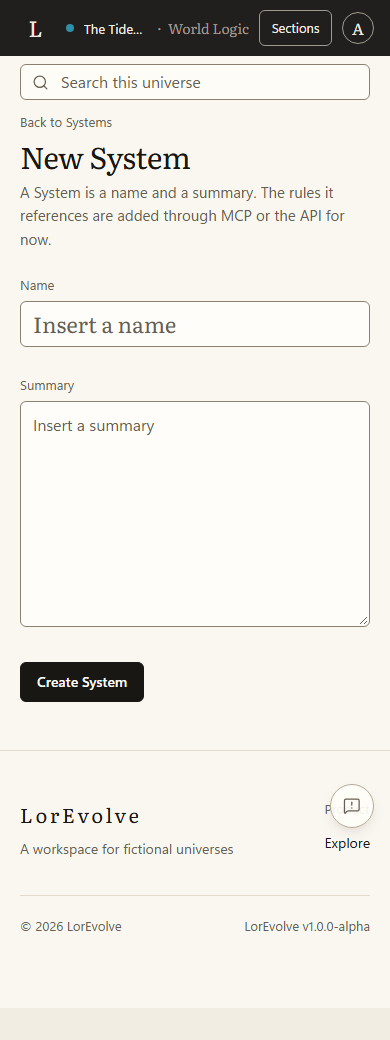 L
The Tide... · World Logic
Sections
A
Search this universe
Back to Systems
New System
A System is a name and a summary. The rules it
references are added through MCP or the API for
now.
Name
Insert a name
Summary
Insert a summary
Create System
LorEvolve
A workspace for fictional universes
Explore
© 2026 LorEvolve
LorEvolve v1.0.0-alpha